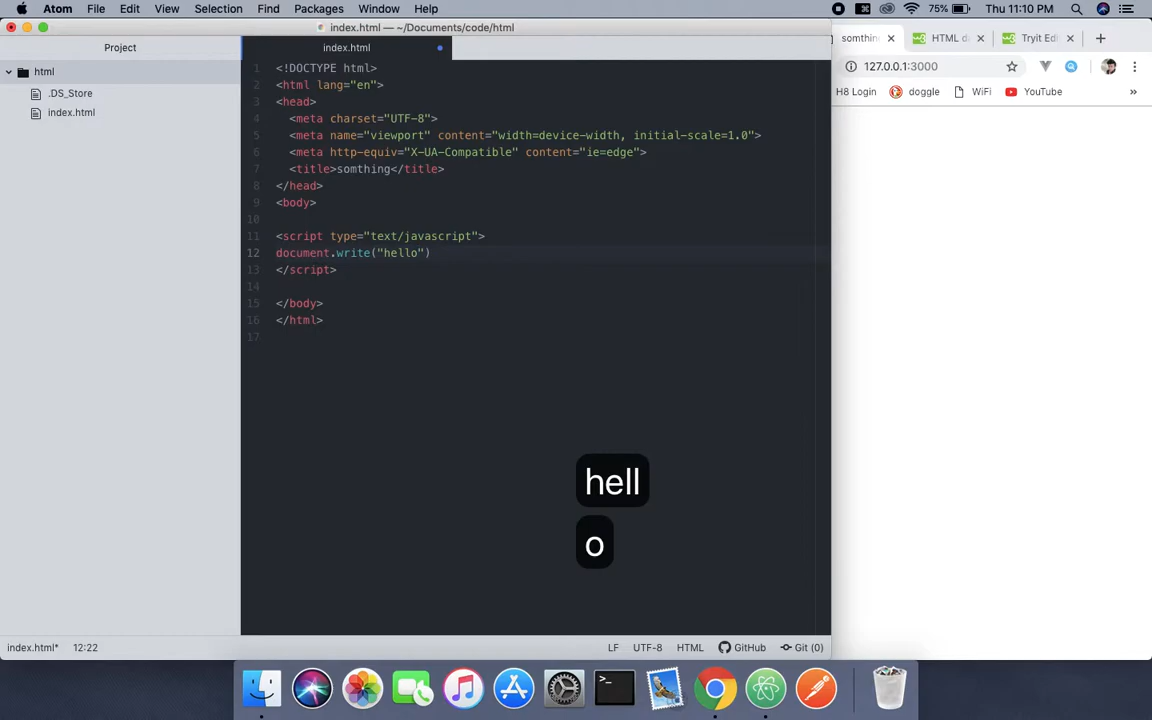 Atom File Edit View Selection Find Packages Window Help 75% Thu 11:10 PM
index.html — ~/Documents/code/html
Project
index.html
somthing
HTML d
Tryit Edi
127.0.0.1:3000
H8 Login doggle WiFi YouTube »
html
.DS_Store
index.html
1 <!DOCTYPE html>
2 <html lang="en">
3 <head>
4 <meta charset="UTF-8">
5 <meta name="viewport" content="width=device-width, initial-scale=1.0">
6 <meta http-equiv="X-UA-Compatible" content="ie=edge">
7 <title>somthing</title>
8 </head>
9 <body>
10
11 <script type="text/javascript">
12 document.write("hello")
13 </script>
14
15 </body>
16 </html>
17
hell
o
index.html* 12:22 LF UTF-8 HTML GitHub Git (0)